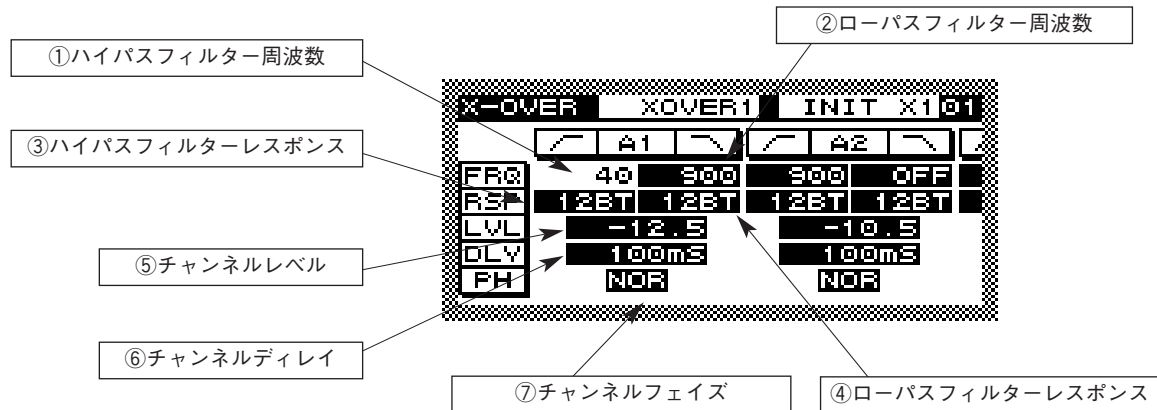 ②ローパスフィルター周波数
①ハイパスフィルター周波数
X-OVER XOVER1 INIT X1 01
③ハイパスフィルターレスポンス
A1 A2
FRQ 40 900 900 OFF
RSP 12BT 12BT 12BT 12BT
LVL -12.5 -10.5
DLY 100mS 100mS
PH NOR NOR
⑤チャンネルレベル
⑥チャンネルディレイ
⑦チャンネルフェイズ
④ローパスフィルターレスポンス